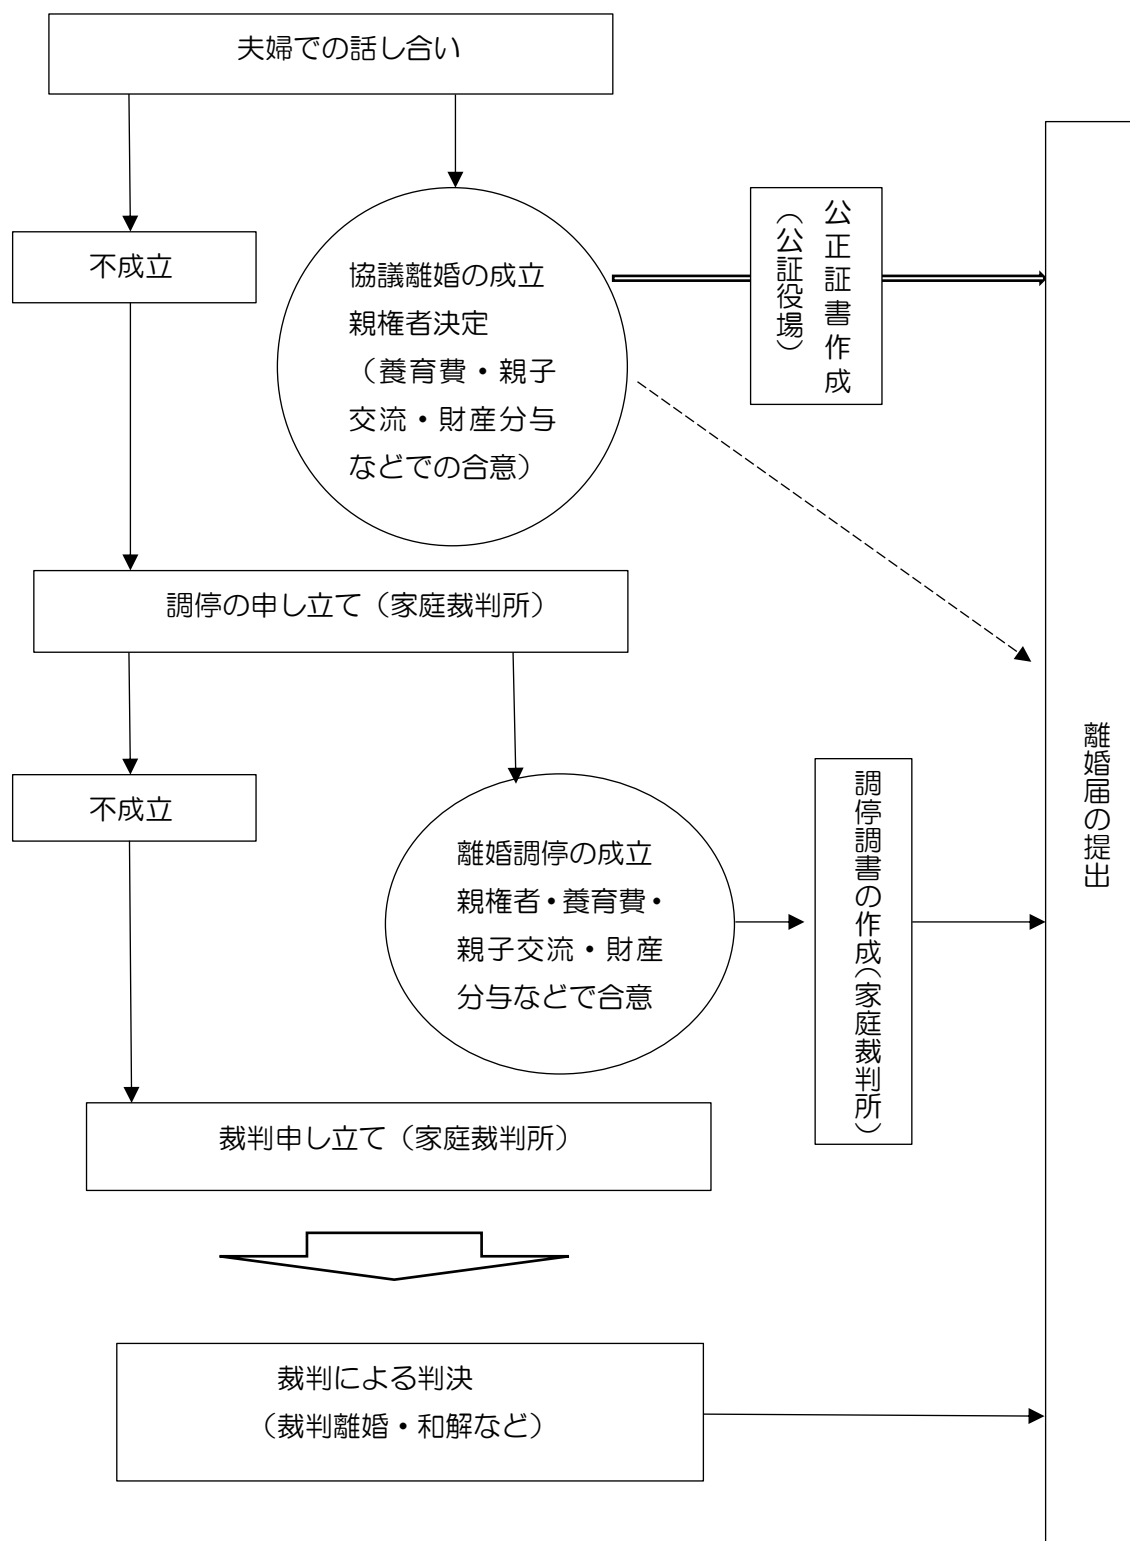 夫婦での話し合い
不成立
協議離婚の成立
親権者決定
（養育費・親子
交流・財産分与
などでの合意）
公正証書作成
（公証役場）
調停の申し立て（家庭裁判所）
離婚届の提出
不成立
離婚調停の成立
親権者・養育費・
親子交流・財産
分与などで合意
調停調書の作成（家庭裁判所）
裁判申し立て（家庭裁判所）
裁判による判決
（裁判離婚・和解など）